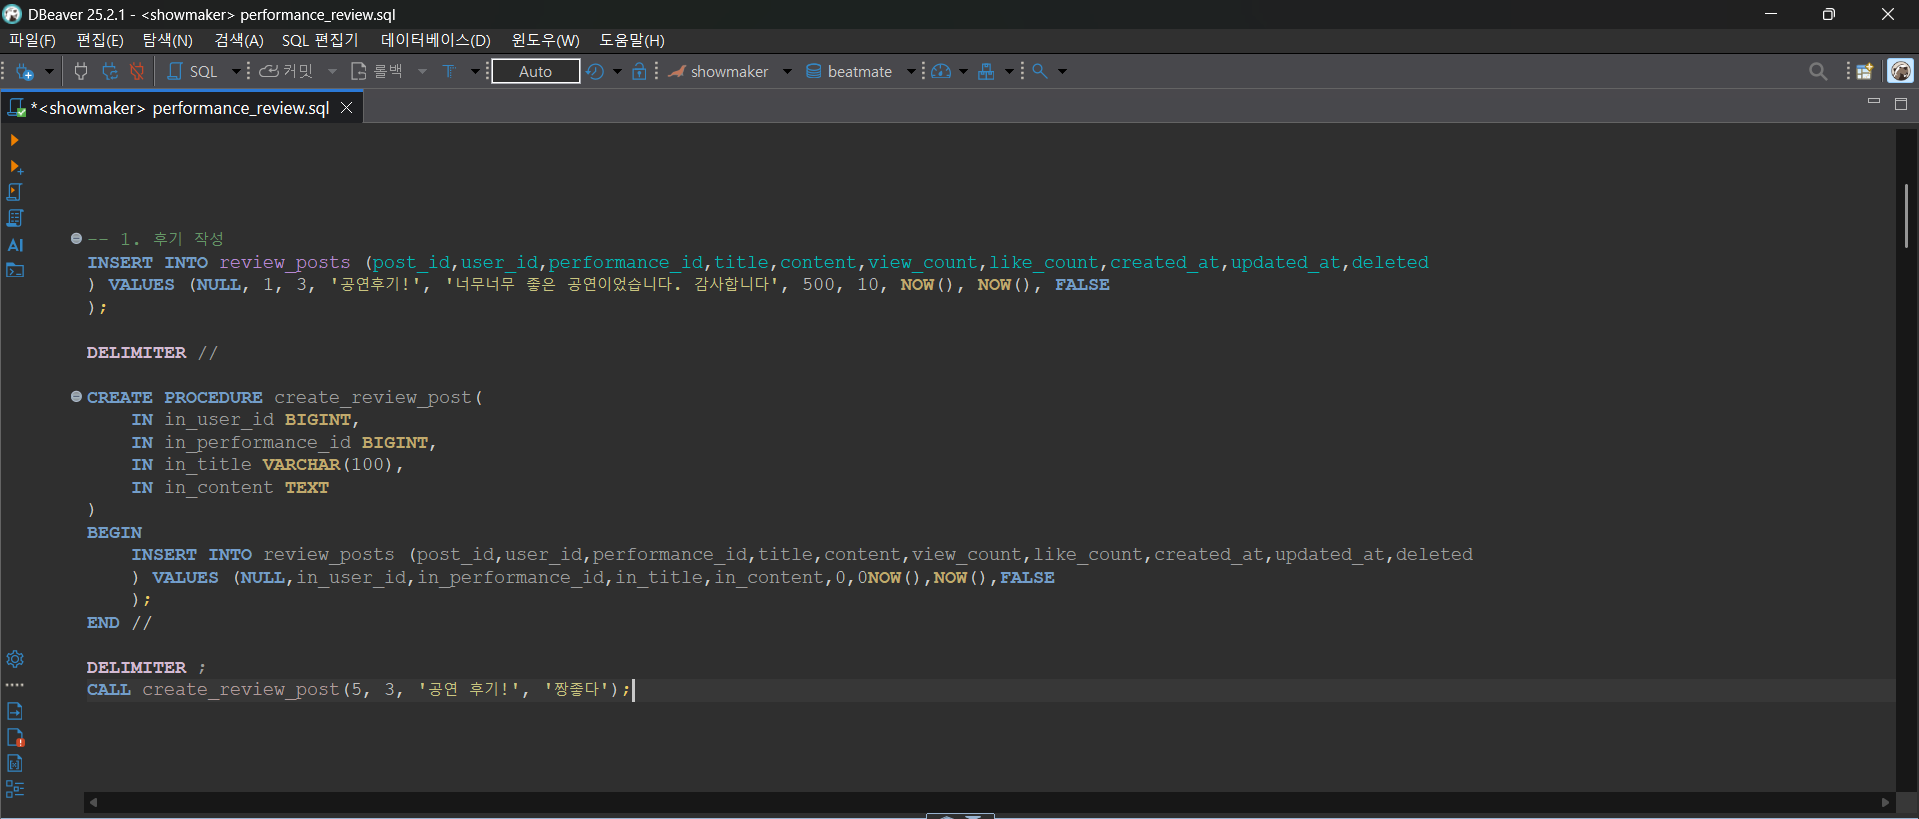 DBeaver 25.2.1 - <showmaker> performance_review.sql
파일(F) 편집(E) 탐색(N) 검색(A) SQL 편집기 데이터베이스(D) 윈도우(W) 도움말(H)
SQL 커밋 롤백 T Auto showmaker beatmate
*<showmaker> performance_review.sql
AI
-- 1. 후기 작성
INSERT INTO review_posts (post_id,user_id,performance_id,title,content,view_count,like_count,created_at,updated_at,deleted
) VALUES (NULL, 1, 3, '공연후기!', '너무너무 좋은 공연이었습니다. 감사합니다', 500, 10, NOW(), NOW(), FALSE
);
DELIMITER //
CREATE PROCEDURE create_review_post(
IN in_user_id BIGINT,
IN in_performance_id BIGINT,
IN in_title VARCHAR(100),
IN in_content TEXT
)
BEGIN
INSERT INTO review_posts (post_id,user_id,performance_id,title,content,view_count,like_count,created_at,updated_at,deleted
) VALUES (NULL,in_user_id,in_performance_id,in_title,in_content,0,0NOW(),NOW(),FALSE
);
END //
DELIMITER ;
CALL create_review_post(5, 3, '공연 후기!', '짱좋다');